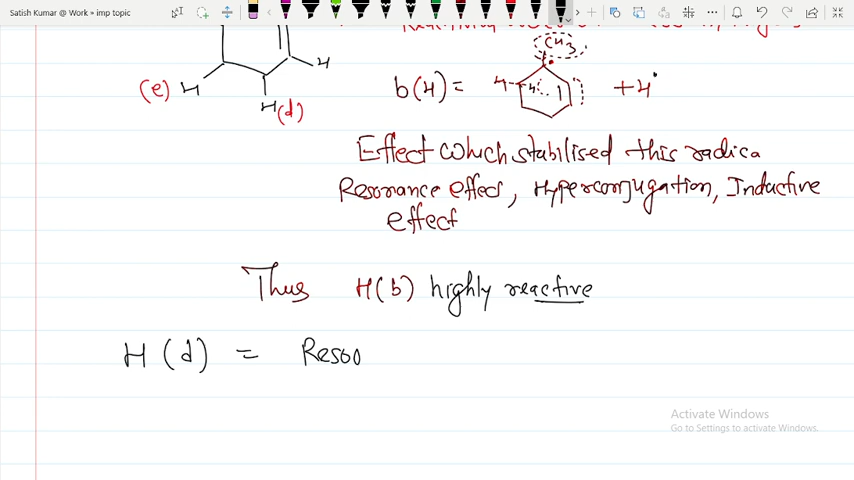 Satish Kumar @ Work » imp topic
CH3
H
(e) H
H(d)
b(H) =
H
H
+ H•
Effect which stabilised this radica
Resonance effect, Hyperconjugation, Inductive
effect
Thus H(b) highly reactive
H (d) = Reso
Activate Windows
Go to Settings to activate Windows.